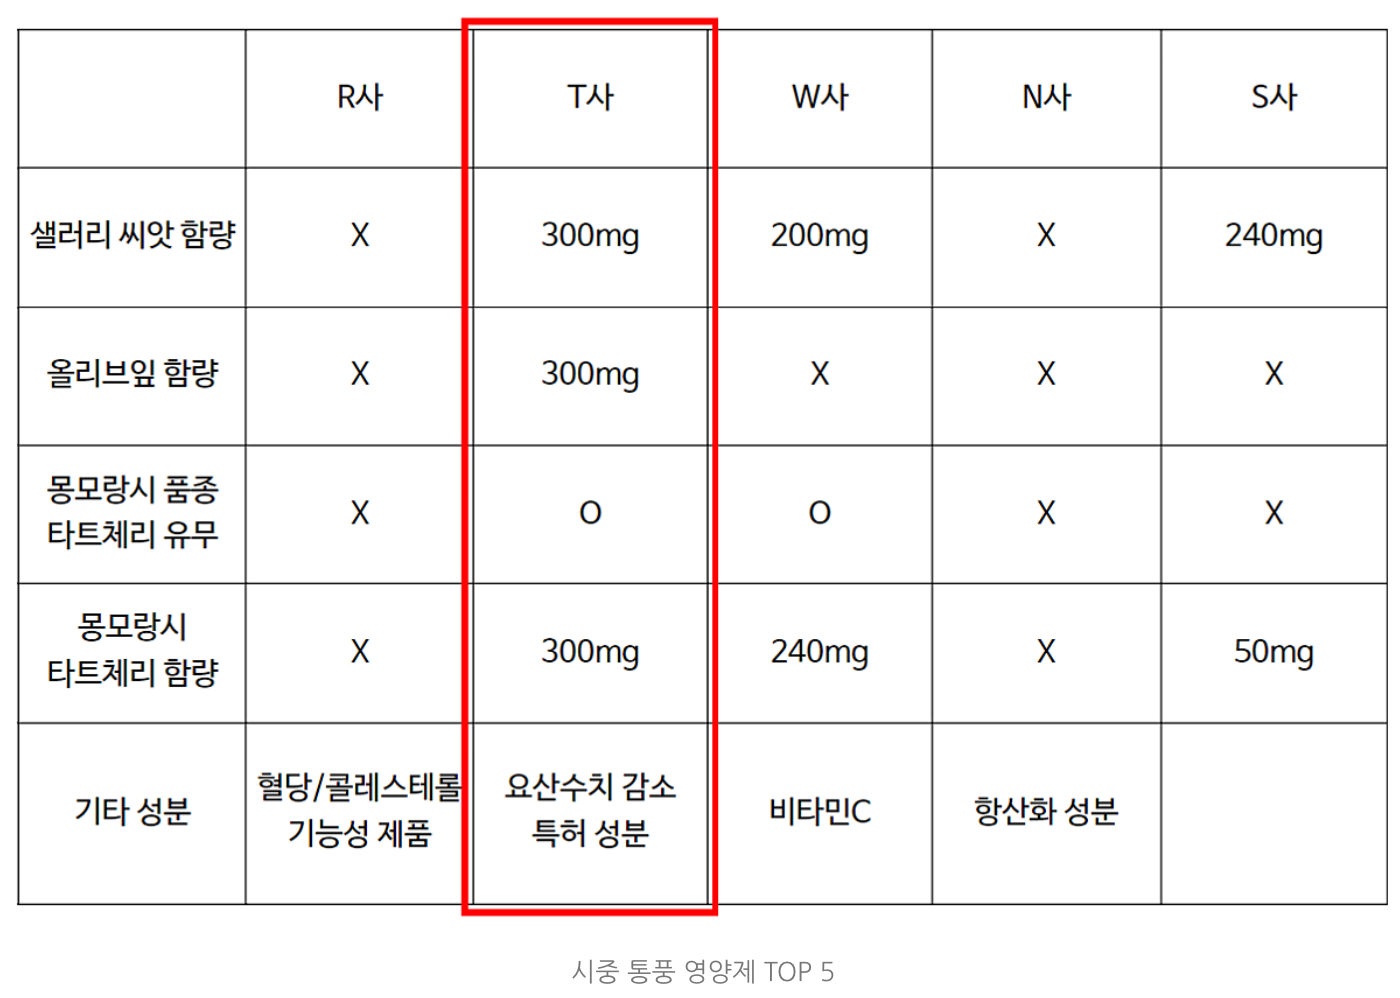 R사 T사 W사 N사 S사
샐러리 씨앗 함량 X 300mg 200mg X 240mg
올리브잎 함량 X 300mg X X X
몽모랑시 품종
타트체리 유무 X O O X X
몽모랑시
타트체리 함량 X 300mg 240mg X 50mg
기타 성분
혈당/콜레스테롤
기능성 제품
요산수치 감소
특허 성분
비타민C
항산화 성분
시중 통풍 영양제 TOP 5